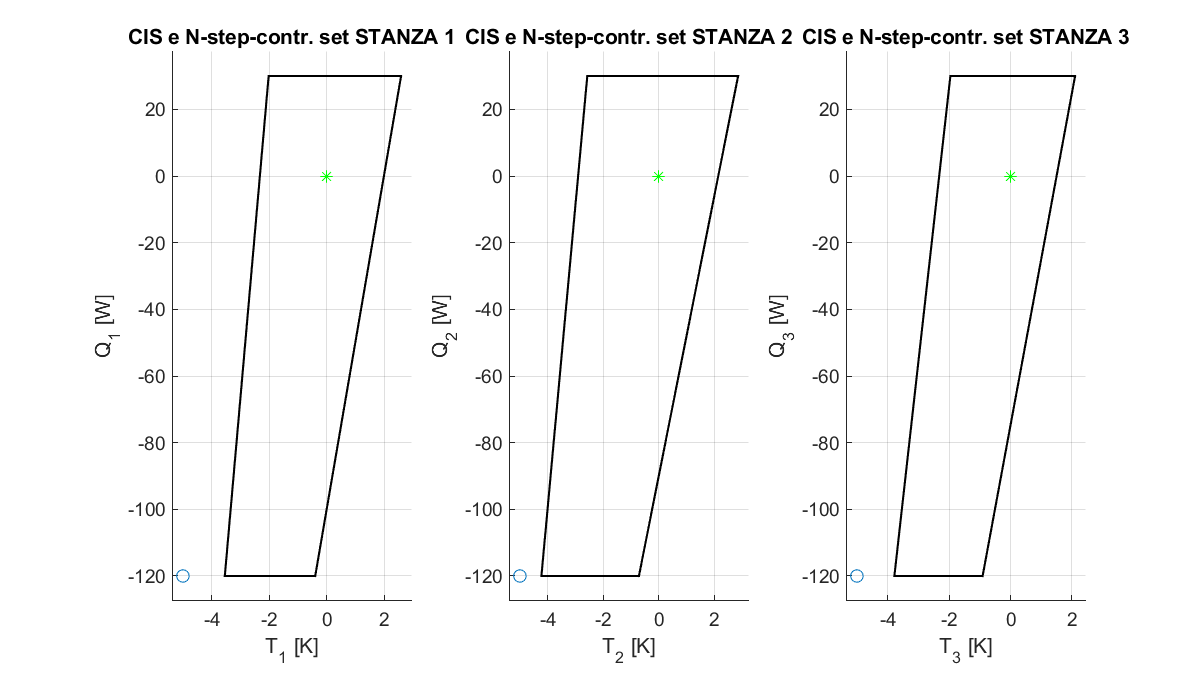 CIS e N-step-contr. set STANZA 1
20
0
-20
-40
-60
-80
-100
-120
Q1 [W]
-4 -2 0 2
T1 [K]
CIS e N-step-contr. set STANZA 2
20
0
-20
-40
-60
-80
-100
-120
Q2 [W]
-4 -2 0 2
T2 [K]
CIS e N-step-contr. set STANZA 3
20
0
-20
-40
-60
-80
-100
-120
Q3 [W]
-4 -2 0 2
T3 [K]